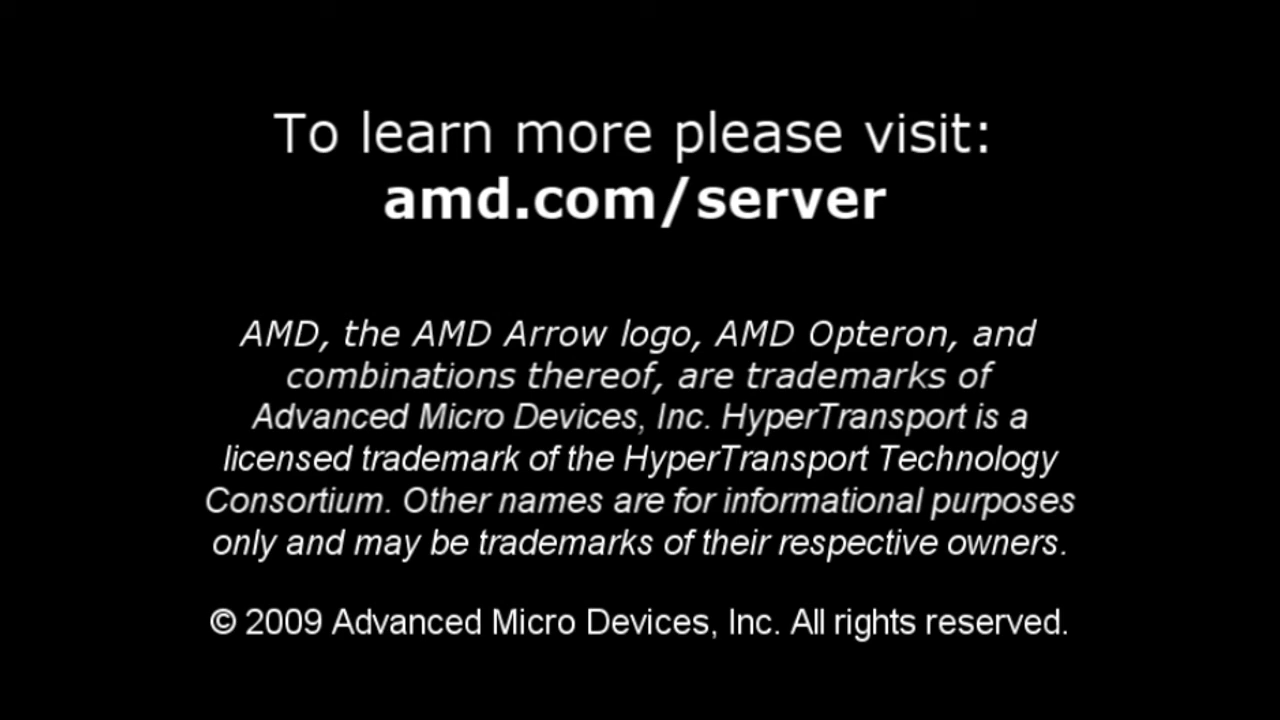 To learn more please visit:
amd.com/server
AMD, the AMD Arrow logo, AMD Opteron, and
combinations thereof, are trademarks of
Advanced Micro Devices, Inc. HyperTransport is a
licensed trademark of the HyperTransport Technology
Consortium. Other names are for informational purposes
only and may be trademarks of their respective owners.
© 2009 Advanced Micro Devices, Inc. All rights reserved.